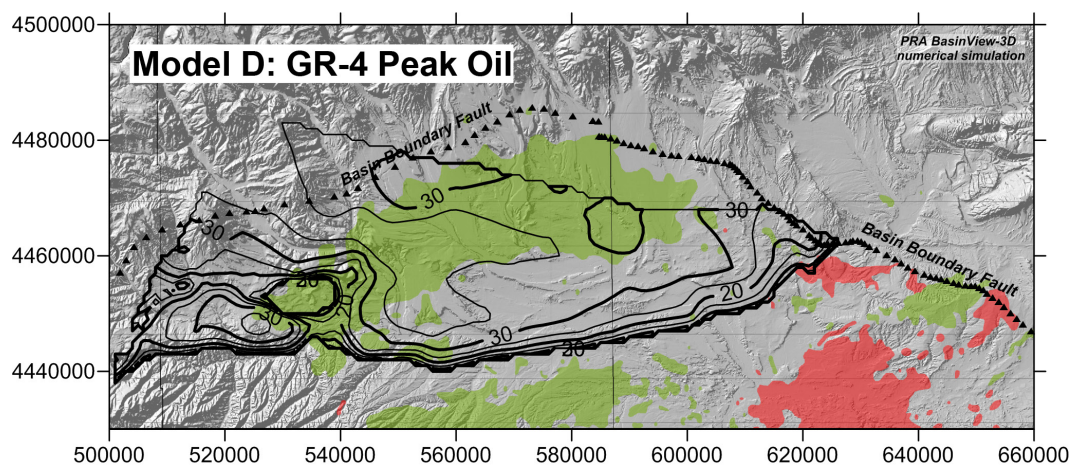 4500000
Model D: GR-4 Peak Oil
PRA BasinView-3D
numerical simulation
Basin Boundary Fault
4480000
30
30
30
4460000
Basin Boundary Fault
20
20
20
30
30
20
4440000
500000 520000 540000 560000 580000 600000 620000 640000 660000